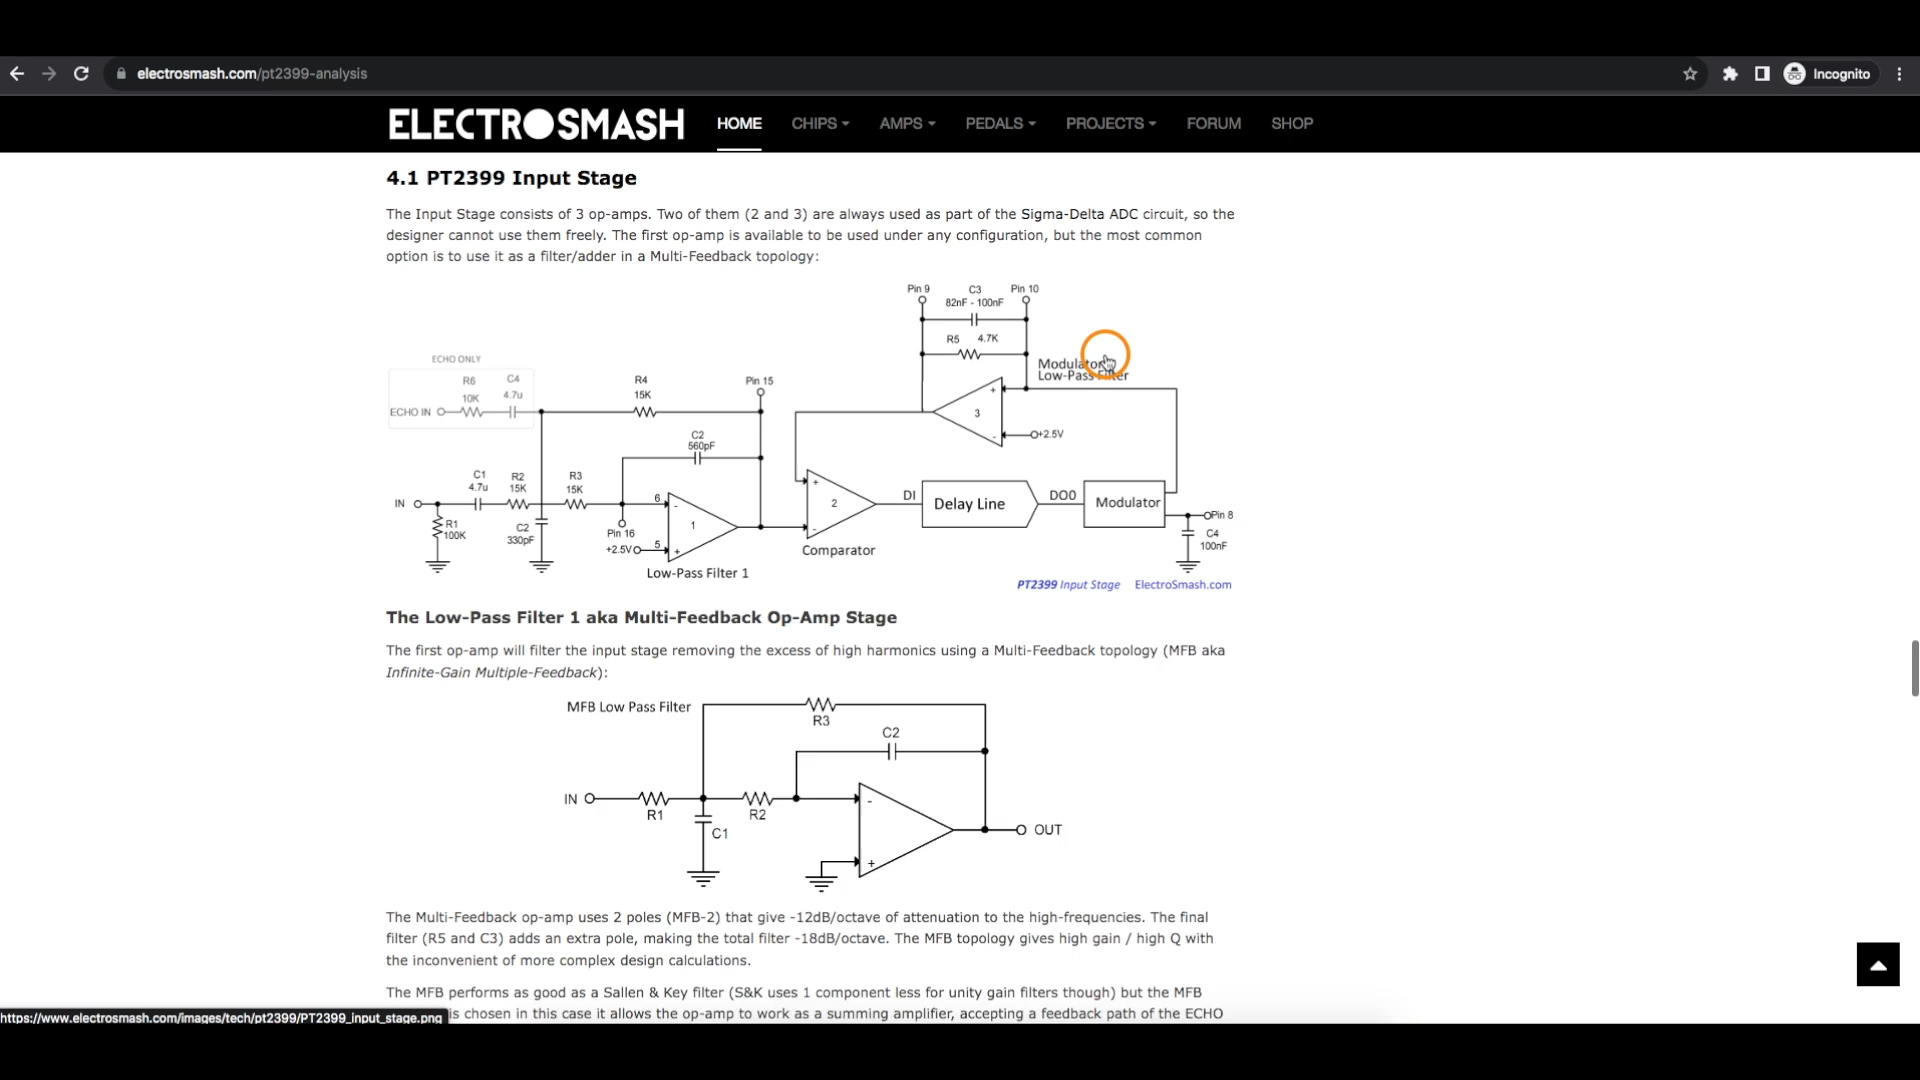 electrosmash.com/pt2399-analysis
Incognito
ELECTROSMASH
HOME
CHIPS
AMPS
PEDALS
PROJECTS
FORUM
SHOP
4.1 PT2399 Input Stage
The Input Stage consists of 3 op-amps. Two of them (2 and 3) are always used as part of the Sigma-Delta ADC circuit, so the
designer cannot use them freely. The first op-amp is available to be used under any configuration, but the most common
option is to use it as a filter/adder in a Multi-Feedback topology:
Pin 9
C3
82nF - 100nF
Pin 10
R5 4.7K
Modulator
Low-Pass Filter
ECHO ONLY
R6
10K
C4
4.7u
ECHO IN
R4
15K
Pin 15
+
3
-
+2.5V
C2
560pF
C1
4.7u
R2
15K
R3
15K
IN
R1
100K
C2
330pF
Pin 16
+2.5V
6
5
-
1
+
Low-Pass Filter 1
+
2
-
Comparator
DI
Delay Line
DO0
Modulator
Pin 8
C4
100nF
PT2399 Input Stage ElectroSmash.com
The Low-Pass Filter 1 aka Multi-Feedback Op-Amp Stage
The first op-amp will filter the input stage removing the excess of high harmonics using a Multi-Feedback topology (MFB aka
Infinite-Gain Multiple-Feedback):
MFB Low Pass Filter
R3
C2
IN
R1
R2
C1
-
+
OUT
The Multi-Feedback op-amp uses 2 poles (MFB-2) that give -12dB/octave of attenuation to the high-frequencies. The final
filter (R5 and C3) adds an extra pole, making the total filter -18dB/octave. The MFB topology gives high gain / high Q with
the inconvenient of more complex design calculations.
The MFB performs as good as a Sallen & Key filter (S&K uses 1 component less for unity gain filters though) but the MFB
is chosen in this case it allows the op-amp to work as a summing amplifier, accepting a feedback path of the ECHO
https://www.electrosmash.com/images/tech/pt2399/PT2399_input_stage.png